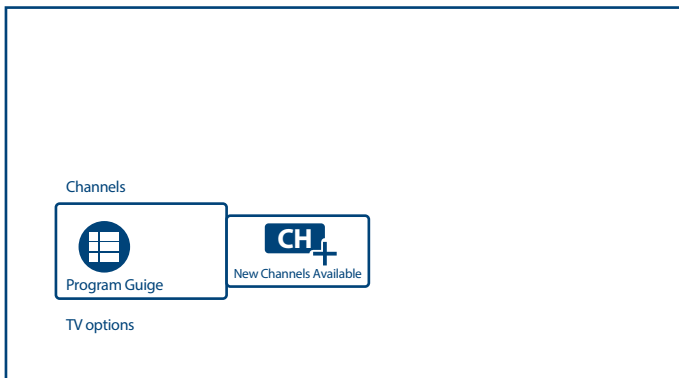 Channels
CH
Program Guige
New Channels Available
TV options